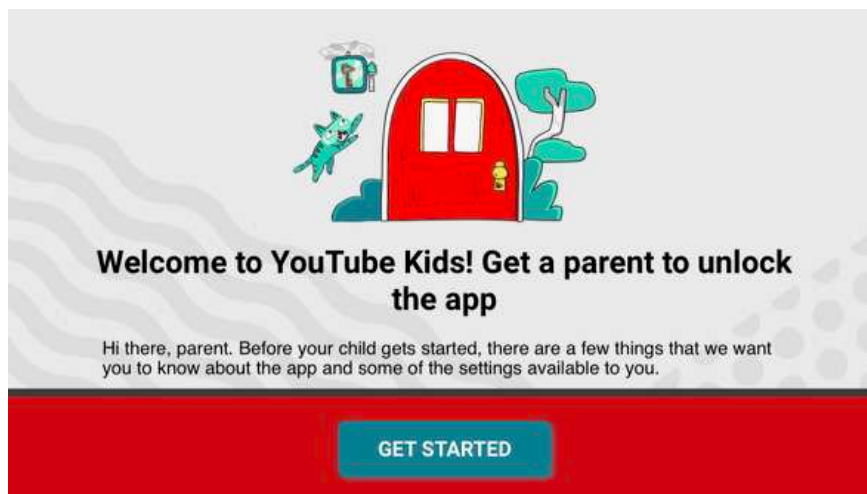 Welcome to YouTube Kids! Get a parent to unlock
the app
Hi there, parent. Before your child gets started, there are a few things that we want
you to know about the app and some of the settings available to you.
GET STARTED